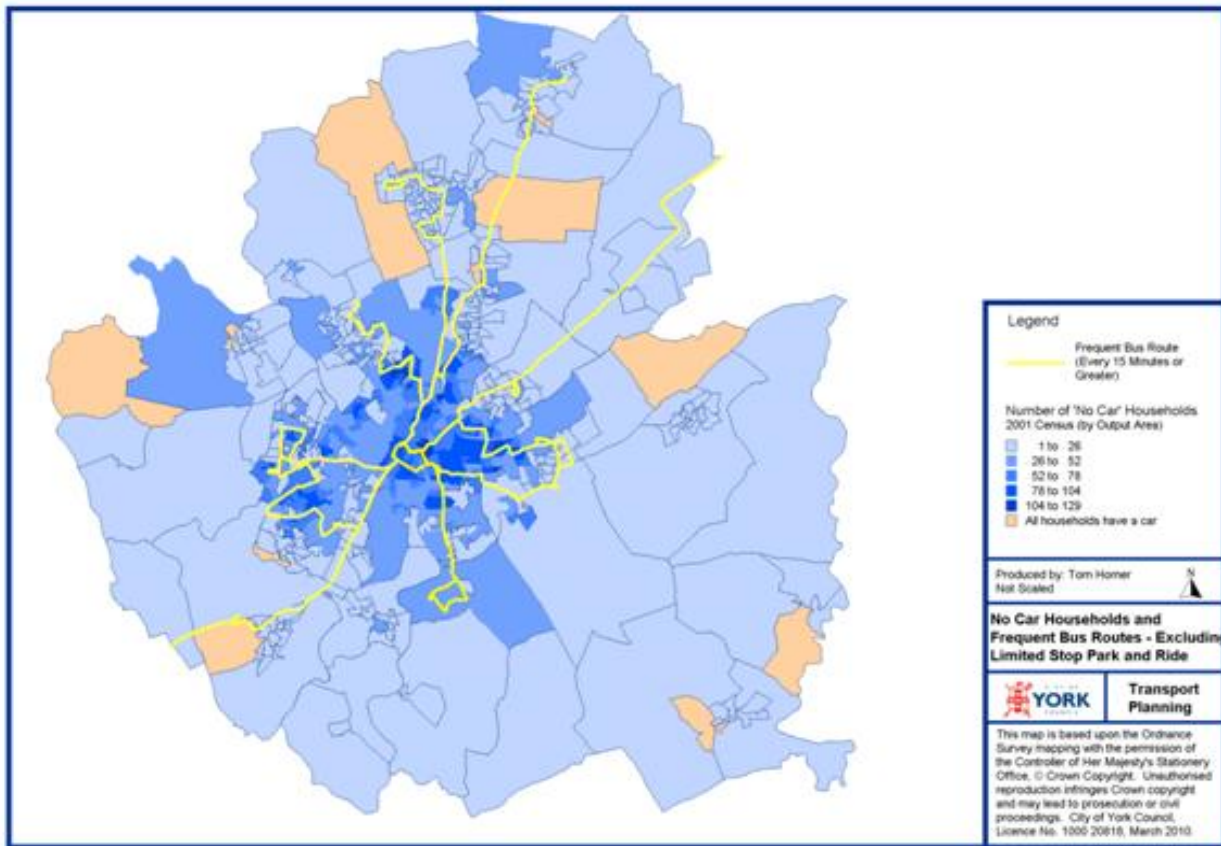 Legend
Frequent Bus Route
(Every 15 Minutes or
Greater)
Number of 'No Car' Households
2001 Census (by Output Area)
1 to 26
26 to 52
52 to 78
78 to 104
104 to 129
All households have a car
Produced by: Tom Horner
Not Scaled
N
No Car Households and
Frequent Bus Routes - Excluding
Limited Stop Park and Ride
CITY OF
YORK
COUNCIL
Transport
Planning
This map is based upon the Ordnance
Survey mapping with the permission of
the Controller of Her Majesty's Stationery
Office, © Crown Copyright. Unauthorised
reproduction infringes Crown copyright
and may lead to prosecution or civil
proceedings. City of York Council,
Licence No. 1000 20818, March 2010.